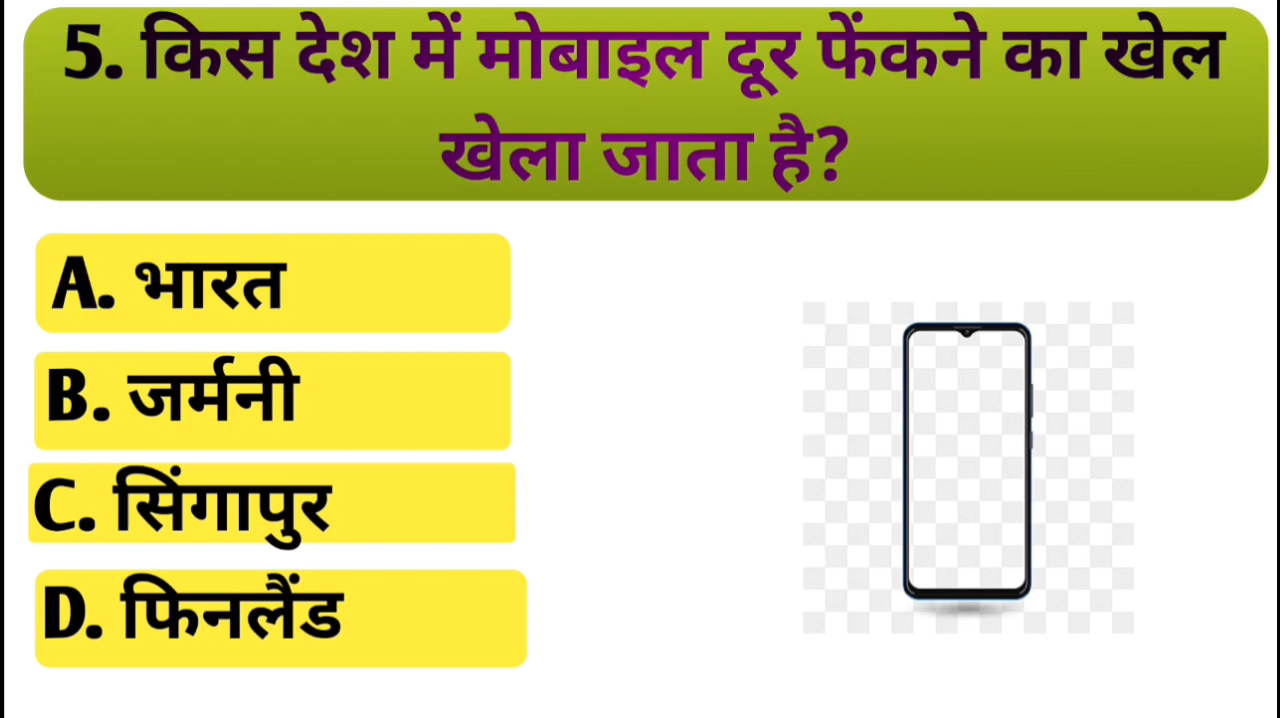 5. किस देश में मोबाइल दूर फेंकने का खेल
खेला जाता है?
A. भारत
B. जर्मनी
C. सिंगापुर
D. फिनलैंड